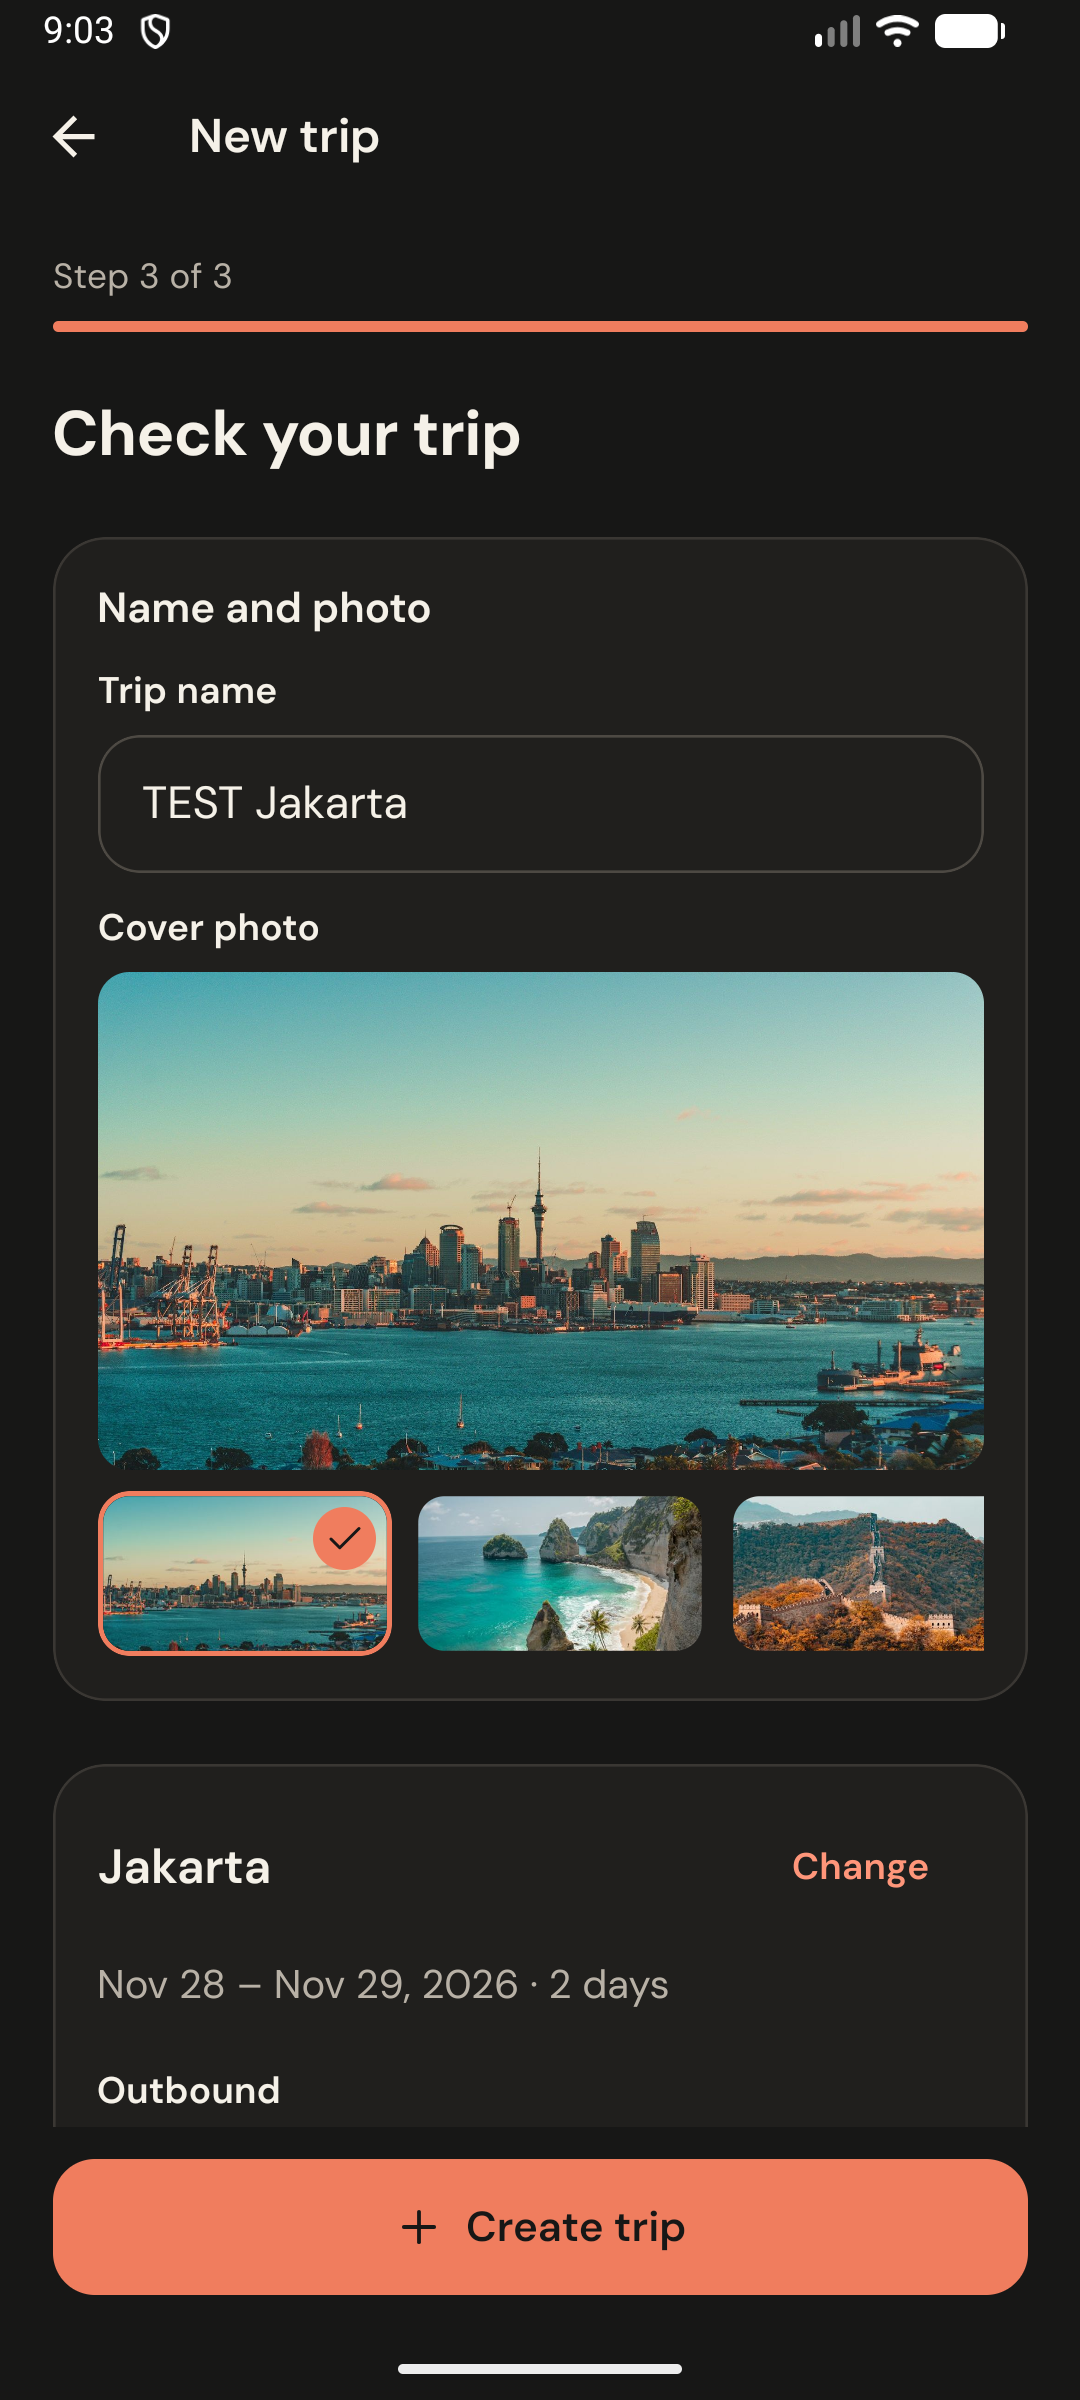 9:03
New trip
Step 3 of 3
Check your trip
Name and photo
Trip name
TEST Jakarta
Cover photo
Jakarta
Change
Nov 28 – Nov 29, 2026 · 2 days
Outbound
Create trip